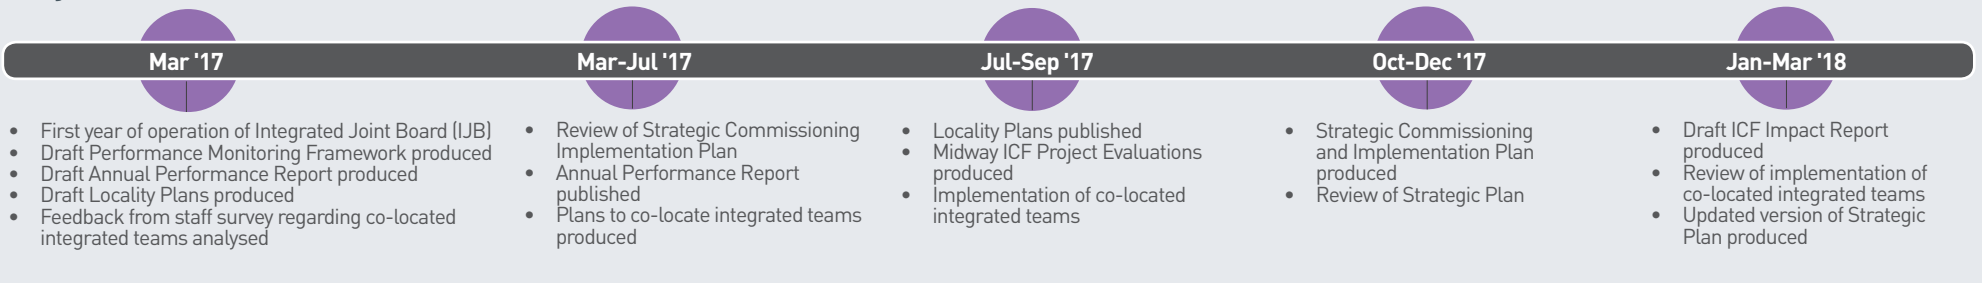 Mar '17
Mar-Jul '17
Jul-Sep '17
Oct-Dec '17
Jan-Mar '18
• First year of operation of Integrated Joint Board (IJB)
• Draft Performance Monitoring Framework produced
• Draft Annual Performance Report produced
• Draft Locality Plans produced
• Feedback from staff survey regarding co-located
integrated teams analysed
• Review of Strategic Commissioning
Implementation Plan
• Annual Performance Report
published
• Plans to co-locate integrated teams
produced
• Locality Plans published
• Midway ICF Project Evaluations
produced
• Implementation of co-located
integrated teams
• Strategic Commissioning
and Implementation Plan
produced
• Review of Strategic Plan
• Draft ICF Impact Report
produced
• Review of implementation of
co-located integrated teams
• Updated version of Strategic
Plan produced